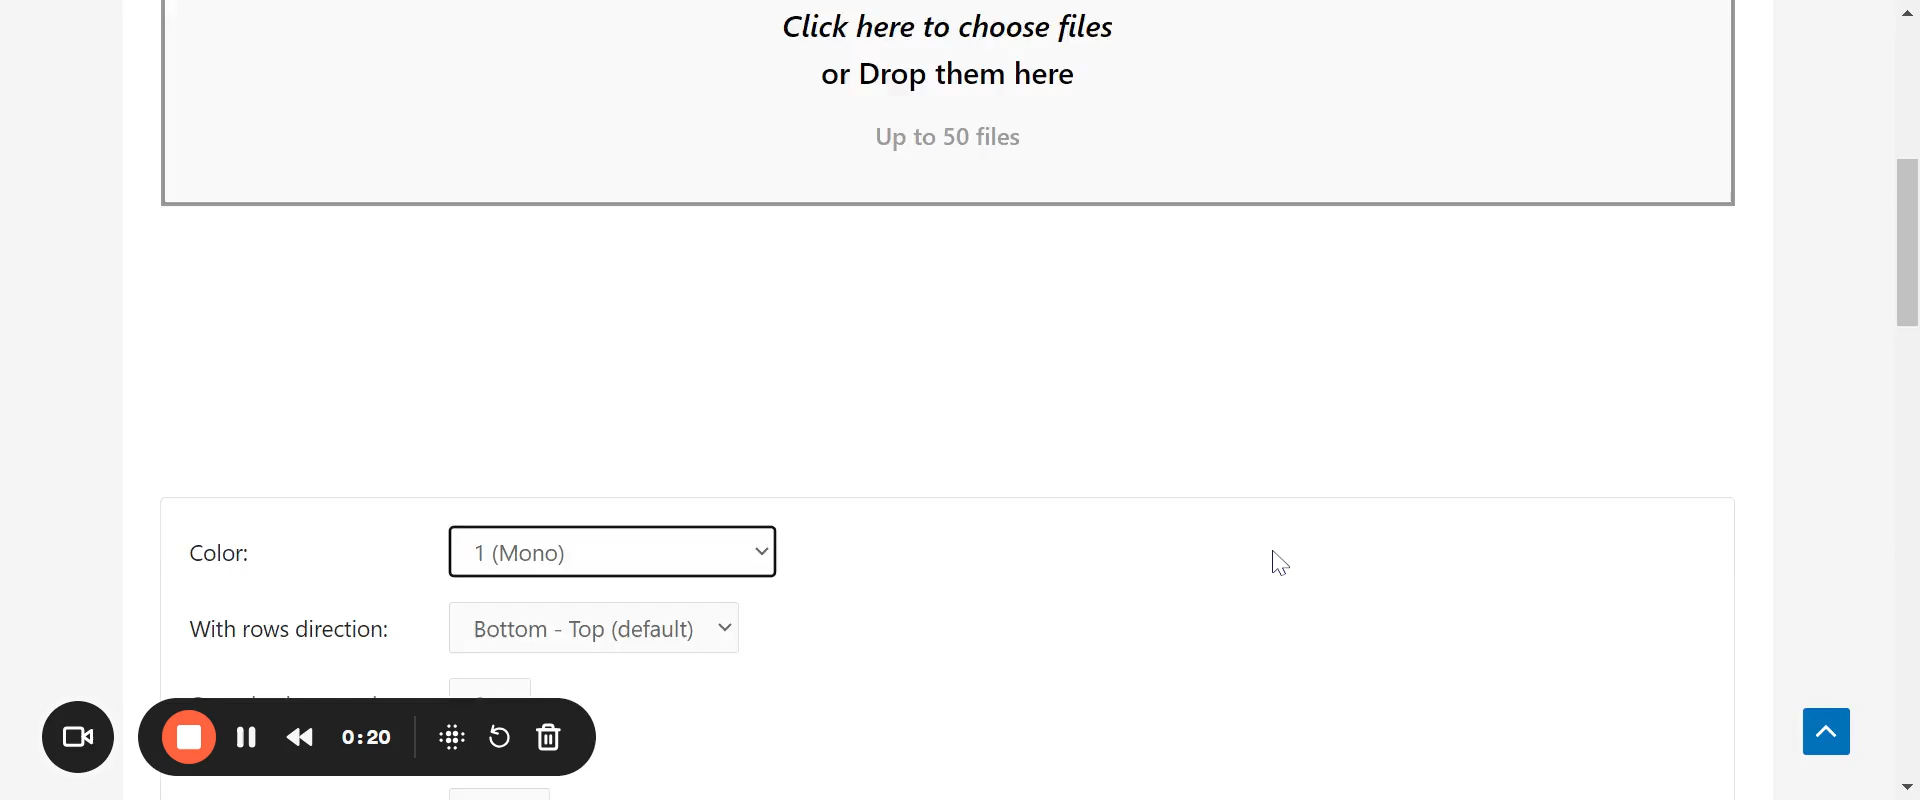 Click here to choose files
or Drop them here
Up to 50 files
Color:
1 (Mono)
With rows direction:
Bottom - Top (default)
0:20